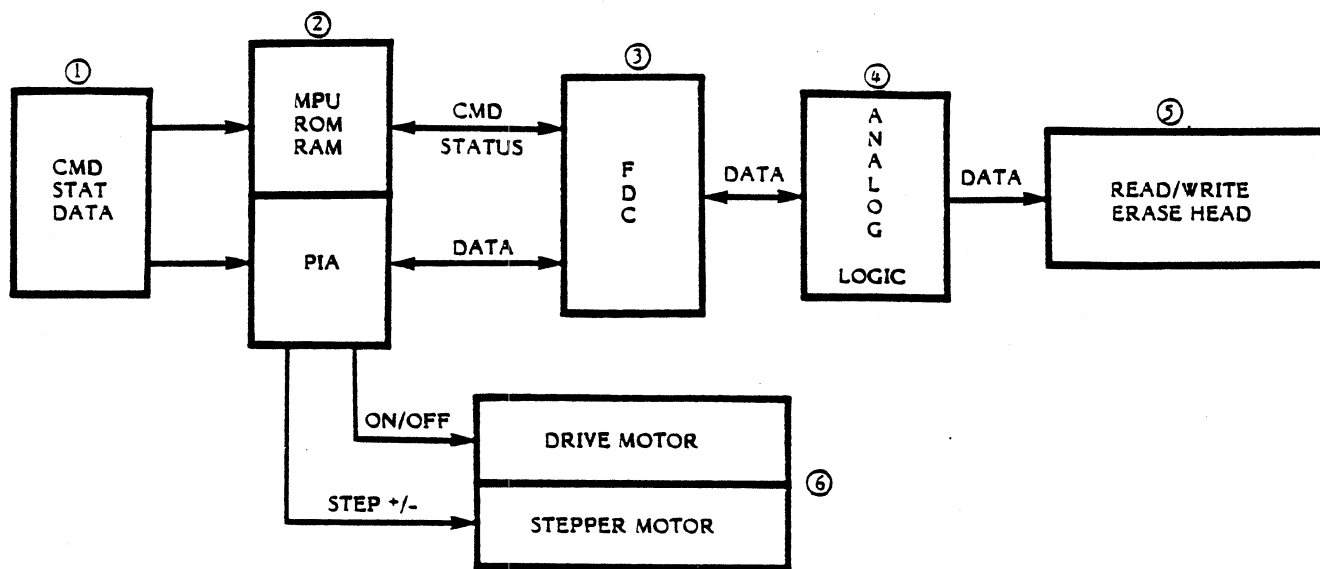 ①
CMD
STAT
DATA
②
MPU
ROM
RAM
PIA
CMD
STATUS
DATA
③
F
D
C
DATA
④
A
N
A
L
O
G
LOGIC
DATA
⑤
READ/WRITE
ERASE HEAD
ON/OFF
DRIVE MOTOR
⑥
STEP +/-
STEPPER MOTOR